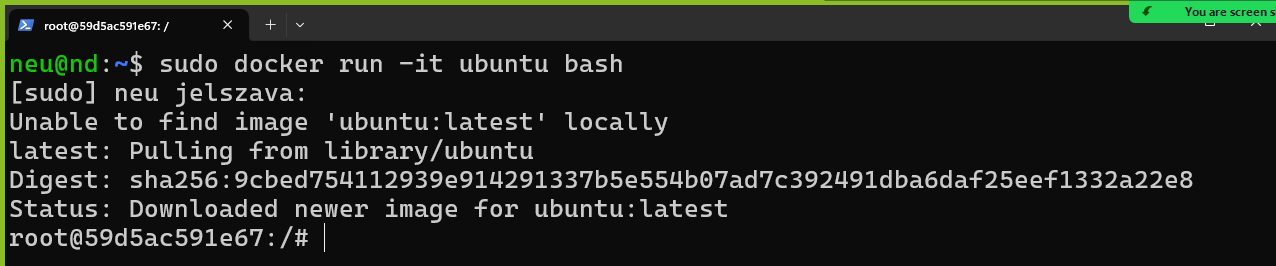 root@59d5ac591e67: /
You are screen s
neu@nd:~$ sudo docker run -it ubuntu bash
[sudo] neu jelszava:
Unable to find image 'ubuntu:latest' locally
latest: Pulling from library/ubuntu
Digest: sha256:9cbed754112939e914291337b5e554b07ad7c392491dba6daf25eef1332a22e8
Status: Downloaded newer image for ubuntu:latest
root@59d5ac591e67:/#